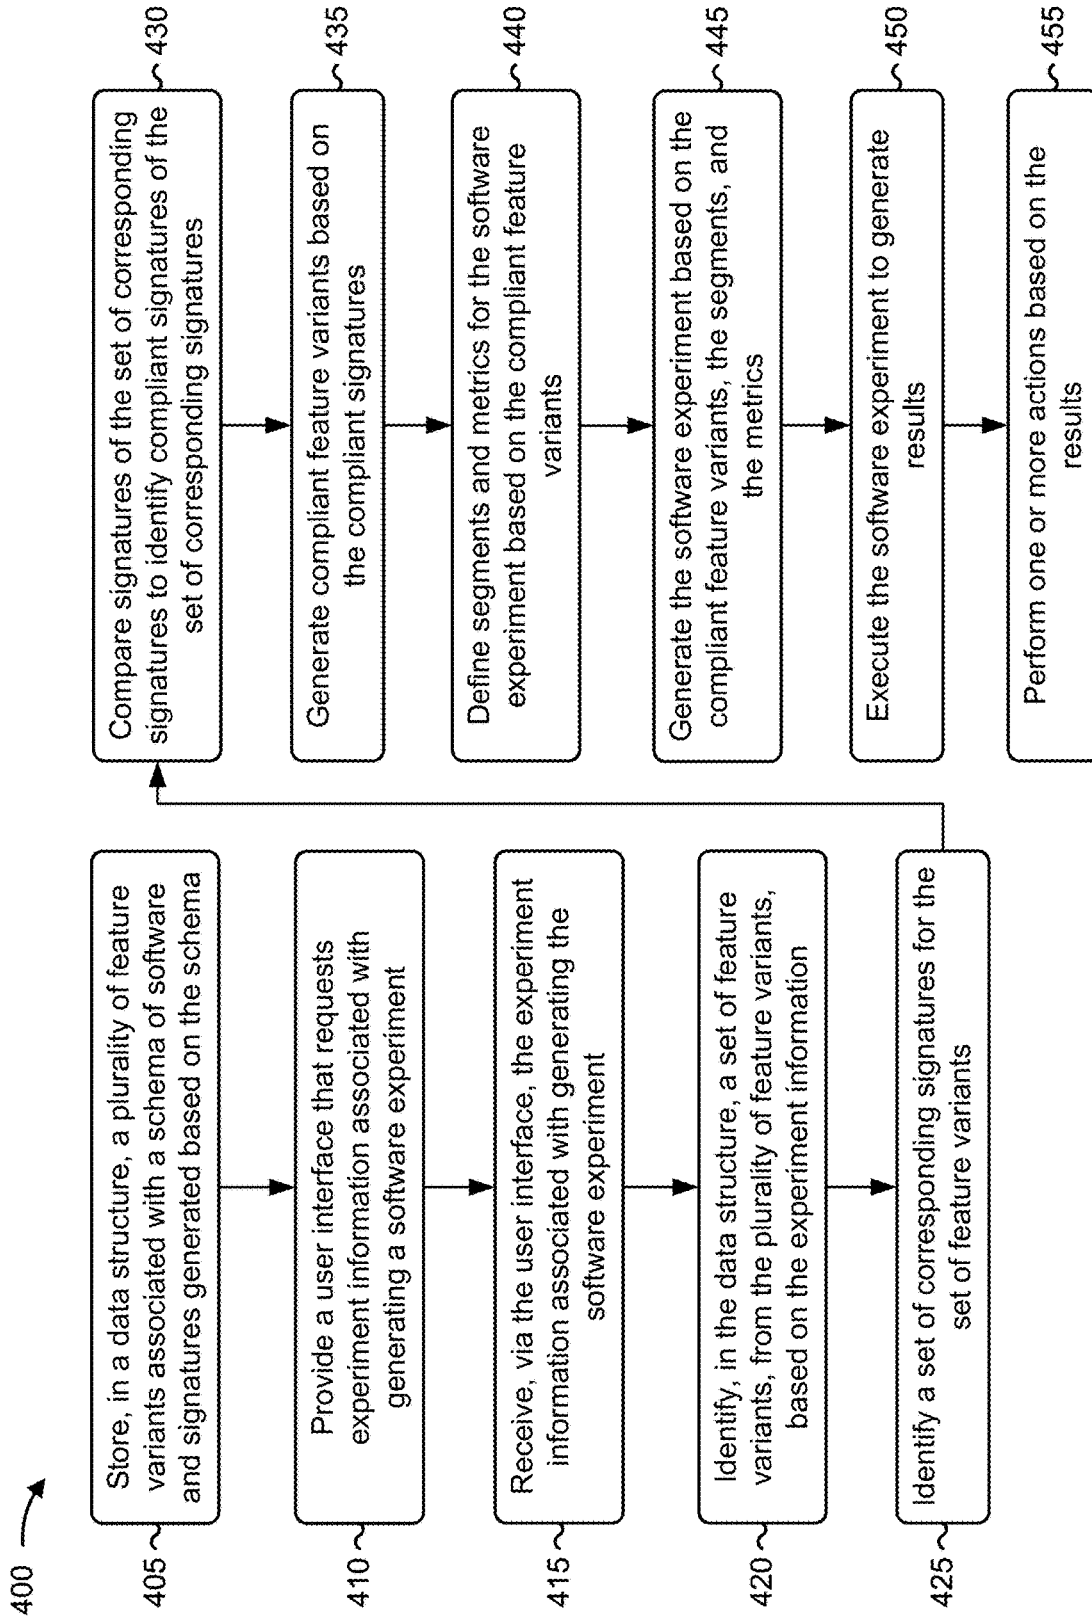 400
405
Store, in a data structure, a plurality of feature
variants associated with a schema of software
and signatures generated based on the schema
410
Provide a user interface that requests
experiment information associated with
generating a software experiment
415
Receive, via the user interface, the experiment
information associated with generating the
software experiment
420
Identify, in the data structure, a set of feature
variants, from the plurality of feature variants,
based on the experiment information
425
Identify a set of corresponding signatures for the
set of feature variants
430
Compare signatures of the set of corresponding
signatures to identify compliant signatures of the
set of corresponding signatures
435
Generate compliant feature variants based on
the compliant signatures
440
Define segments and metrics for the software
experiment based on the compliant feature
variants
445
Generate the software experiment based on the
compliant feature variants, the segments, and
the metrics
450
Execute the software experiment to generate
results
455
Perform one or more actions based on the
results